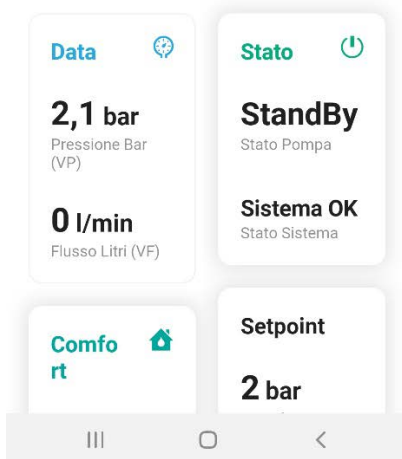 Data
2,1 bar
Pressione Bar
(VP)
0 l/min
Flusso Litri (VF)
Stato
StandBy
Stato Pompa
Sistema OK
Stato Sistema
Comfo
rt
Setpoint
2 bar